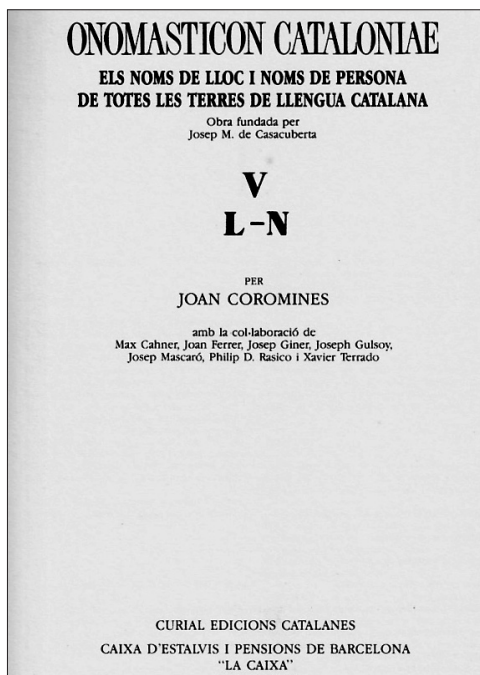 ONOMASTICON CATALONIAE
ELS NOMS DE LLOC I NOMS DE PERSONA
DE TOTES LES TERRES DE LLENGUA CATALANA
Obra fundada per
Josep M. de Casacuberta
V
L–N
PER
JOAN COROMINES
amb la col·laboració de
Max Cahner, Joan Ferrer, Josep Giner, Joseph Gulsoy,
Josep Mascaró, Philip D. Rasico i Xavier Terrado
CURIAL EDICIONS CATALANES
CAIXA D'ESTALVIS I PENSIONS DE BARCELONA
"LA CAIXA"